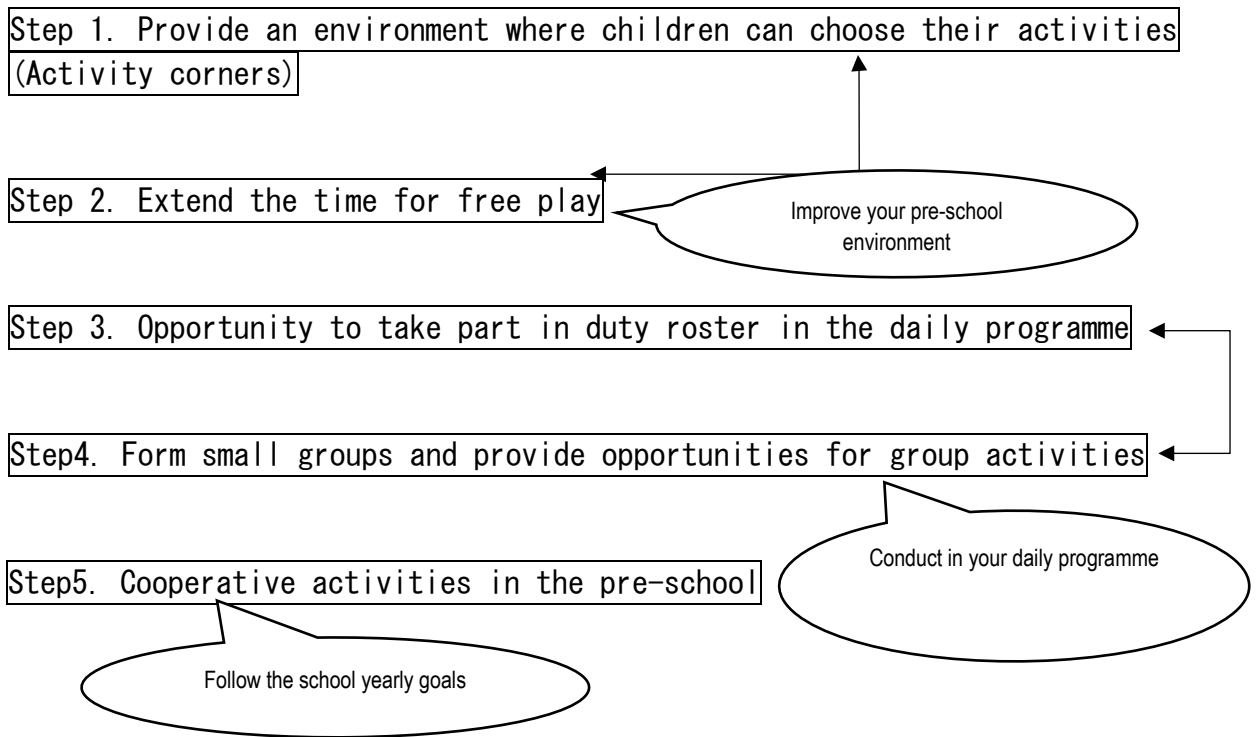 Step 1. Provide an environment where children can choose their activities
(Activity corners)
Step 2. Extend the time for free play
Improve your pre-school
environment
Step 3. Opportunity to take part in duty roster in the daily programme
Step4. Form small groups and provide opportunities for group activities
Conduct in your daily programme
Step5. Cooperative activities in the pre-school
Follow the school yearly goals